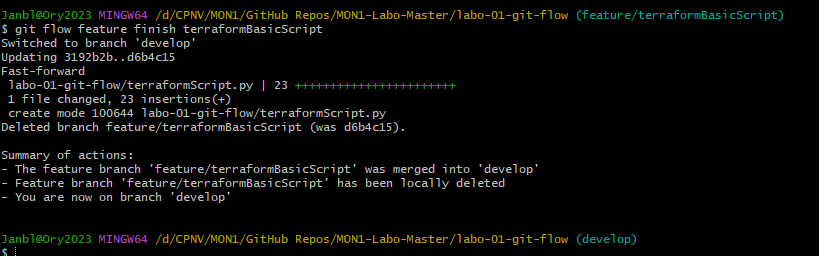 Janbl@Ory2023 MINGW64 /d/CPNV/MON1/GitHub Repos/MON1-Labo-Master/labo-01-git-flow (feature/terraformBasicScript)
$ git flow feature finish terraformBasicScript
Switched to branch 'develop'
Updating 3192b2b..d6b4c15
Fast-forward
 labo-01-git-flow/terraformScript.py | 23 +++++++++++++++++++++++
 1 file changed, 23 insertions(+)
 create mode 100644 labo-01-git-flow/terraformScript.py
Deleted branch feature/terraformBasicScript (was d6b4c15).

Summary of actions:
- The feature branch 'feature/terraformBasicScript' was merged into 'develop'
- Feature branch 'feature/terraformBasicScript' has been locally deleted
- You are now on branch 'develop'

Janbl@Ory2023 MINGW64 /d/CPNV/MON1/GitHub Repos/MON1-Labo-Master/labo-01-git-flow (develop)
$